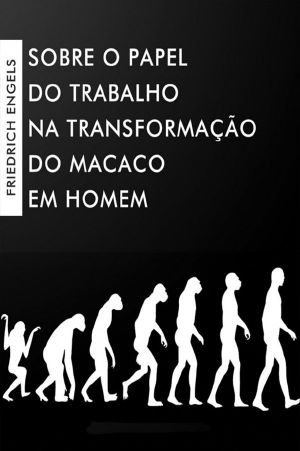 FRIEDRICH ENGELS
SOBRE O PAPEL
DO TRABALHO
NA TRANSFORMAÇÃO
DO MACACO
EM HOMEM